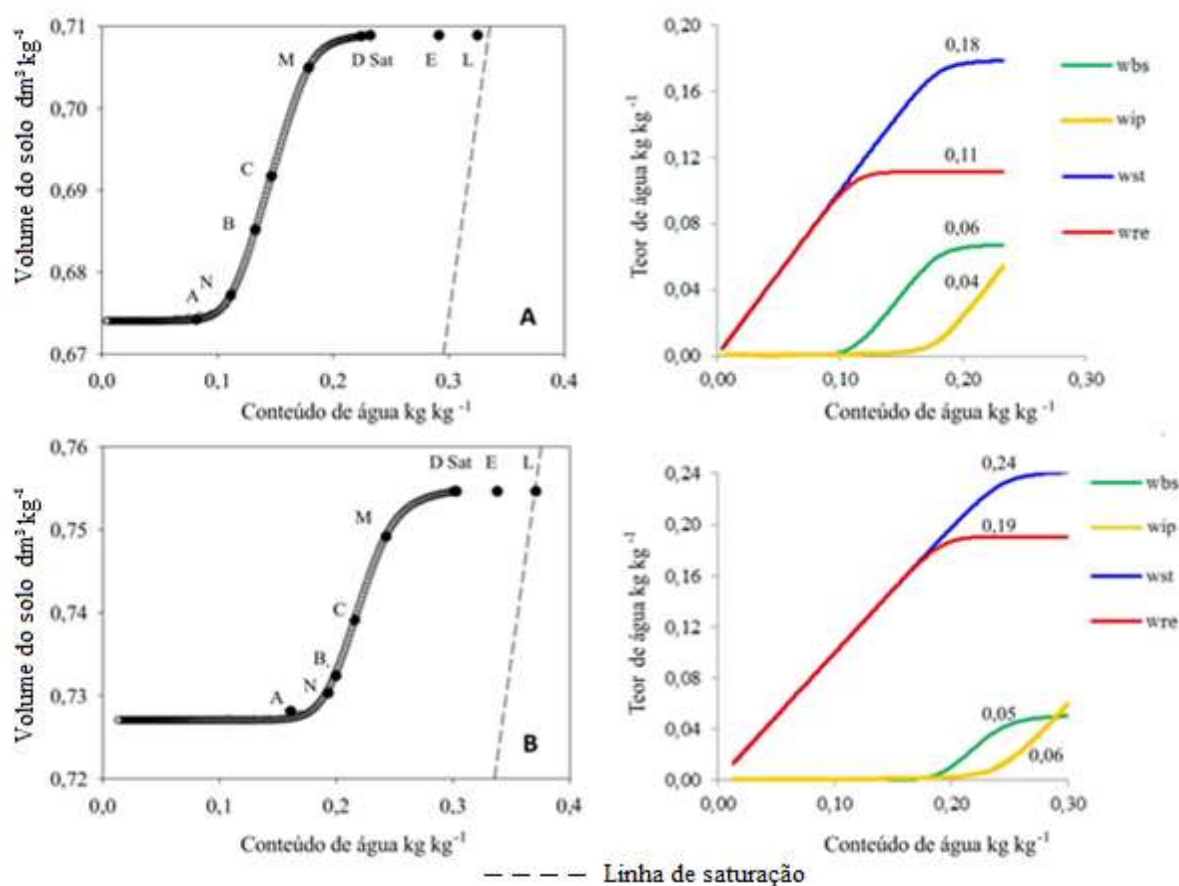 Volume do solo dm³ kg⁻¹
0,71
0,70
0,69
0,68
0,67
A
N
B
C
M
D Sat
E
L
A
0,0
0,1
0,2
0,3
0,4
Conteúdo de água kg kg⁻¹
Teor de água kg kg⁻¹
0,20
0,16
0,12
0,08
0,04
0,00
0,18
0,11
0,06
0,04
wbs
wip
wst
wre
0,00
0,10
0,20
0,30
Conteúdo de água kg kg⁻¹
Volume do solo dm³ kg⁻¹
0,76
0,75
0,74
0,73
0,72
A
N
B
C
M
D Sat
E
L
B
0,0
0,1
0,2
0,3
0,4
Conteúdo de água kg kg⁻¹
Teor de água kg kg⁻¹
0,24
0,20
0,16
0,12
0,08
0,04
0,00
0,24
0,19
0,05
0,06
wbs
wip
wst
wre
0,00
0,10
0,20
0,30
Conteúdo de água kg kg⁻¹
Linha de saturação